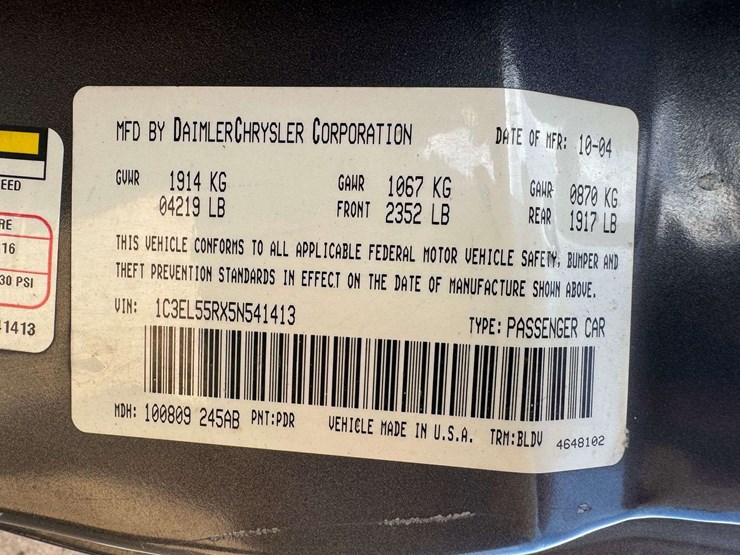 MFD BY DAIMLERCHRYSLER CORPORATION DATE OF MFR: 10-04
GVWR 1914 KG GAWR 1067 KG GAWR 0870 KG
04219 LB FRONT 2352 LB REAR 1917 LB
THIS VEHICLE CONFORMS TO ALL APPLICABLE FEDERAL MOTOR VEHICLE SAFETY, BUMPER AND
THEFT PREVENTION STANDARDS IN EFFECT ON THE DATE OF MANUFACTURE SHOWN ABOVE.
VIN: 1C3EL55RX5N541413 TYPE: PASSENGER CAR
MDH: 100809 245AB PNT:PDR VEHICLE MADE IN U.S.A. TRM:BLDV 4648102
EED
RE
16
30 PSI
1413